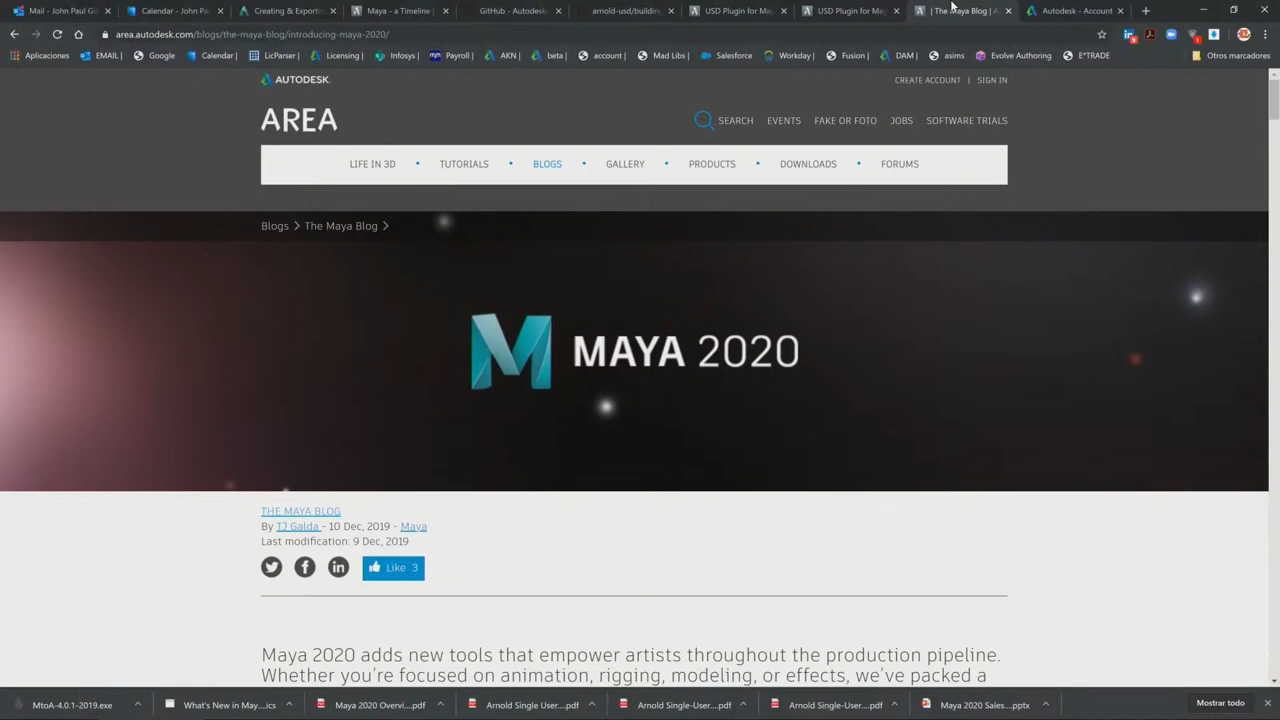 Mail - John Paul Gi
Calendar - John Pa
Creating & Exporti
Maya - a Timeline |
GitHub - Autodesk
arnold-usd/buildin
USD Plugin for May
USD Plugin for May
| The Maya Blog | A
Autodesk - Account
area.autodesk.com/blogs/the-maya-blog/introducing-maya-2020/
Aplicaciones
EMAIL |
Google
Calendar |
LicParser |
Licensing |
Infosys |
Paycor |
AKN |
beta |
account |
Mad Libs |
Salesforce
Workday |
Fusion |
DAM |
asims
Evolve Authoring
E*TRADE
Otros marcadores
AUTODESK.
CREATE ACCOUNT | SIGN IN
AREA
SEARCH EVENTS FAKE OR FOTO JOBS SOFTWARE TRIALS
LIFE IN 3D • TUTORIALS • BLOGS • GALLERY • PRODUCTS • DOWNLOADS • FORUMS
Blogs > The Maya Blog >
M MAYA 2020
THE MAYA BLOG
By TJ Galda - 10 Dec, 2019 - Maya
Last modification: 9 Dec, 2019
Like 3
Maya 2020 adds new tools that empower artists throughout the production pipeline.
Whether you're focused on animation, rigging, modeling, or effects, we've packed a
MtoA-4.0.1-2019.exe
What's New in May....ics
Maya 2020 Overvi....pdf
Arnold Single User....pdf
Arnold Single-User....pdf
Arnold Single-User....pdf
Maya 2020 Sales....pptx
Mostrar todo